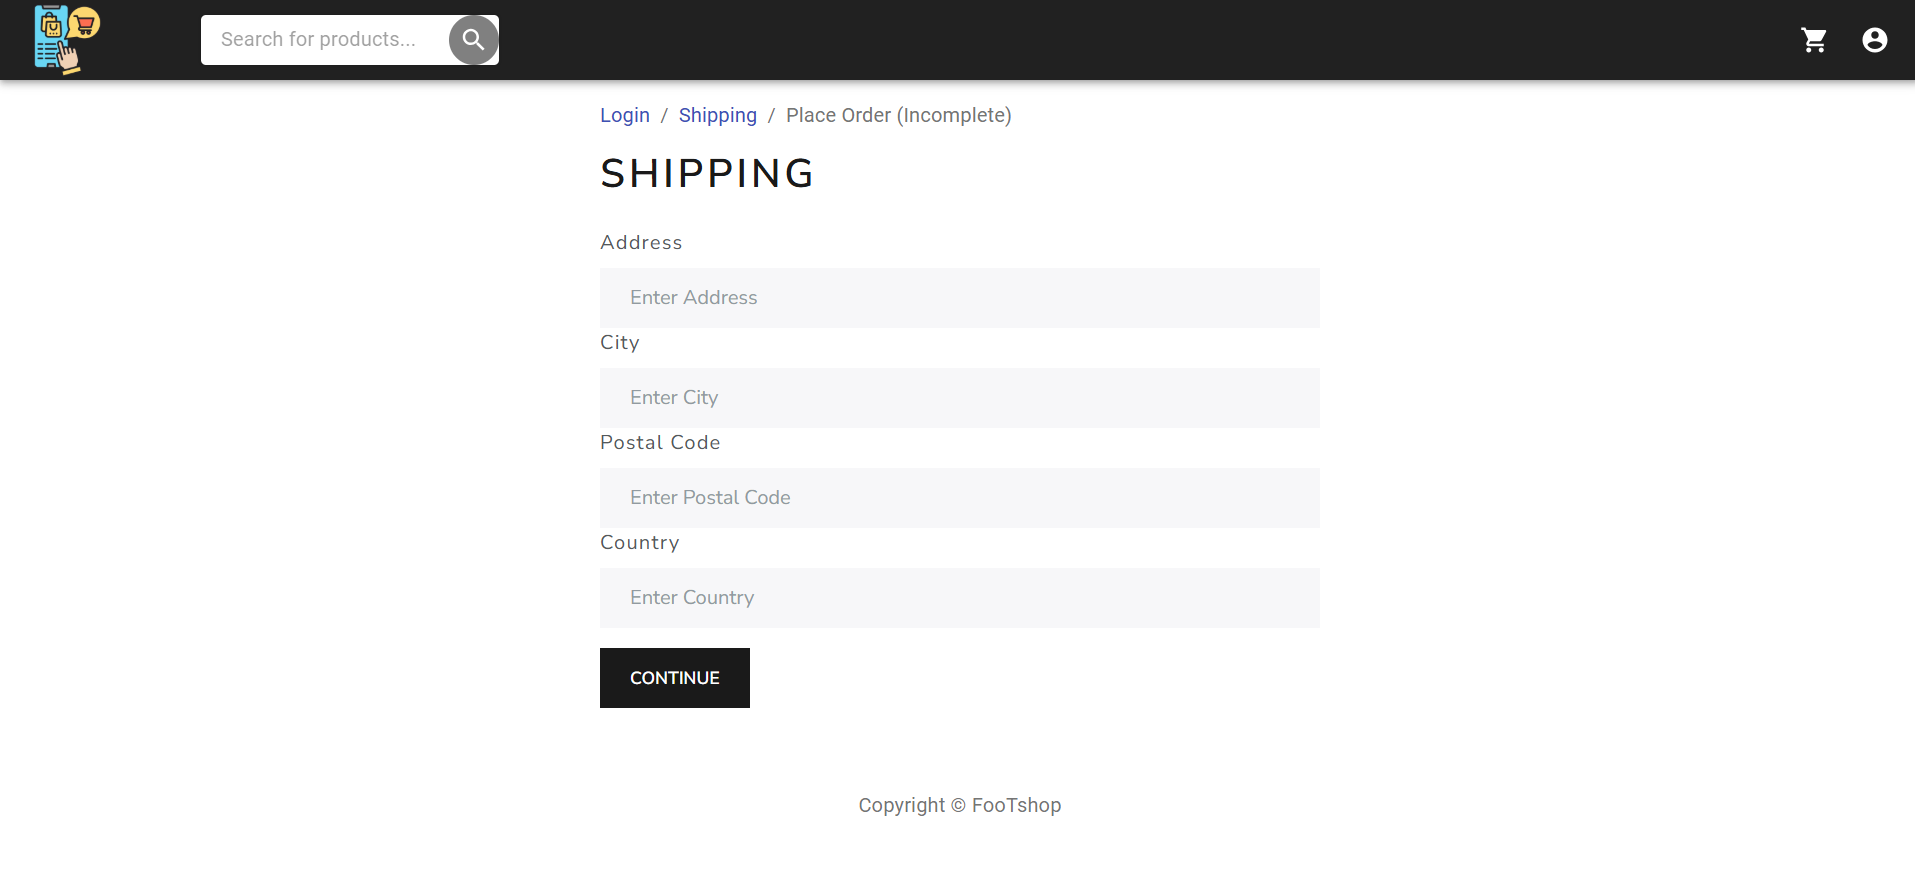 Search for products...
Login / Shipping / Place Order (Incomplete)
SHIPPING
Address
Enter Address
City
Enter City
Postal Code
Enter Postal Code
Country
Enter Country
CONTINUE
Copyright © FooTshop